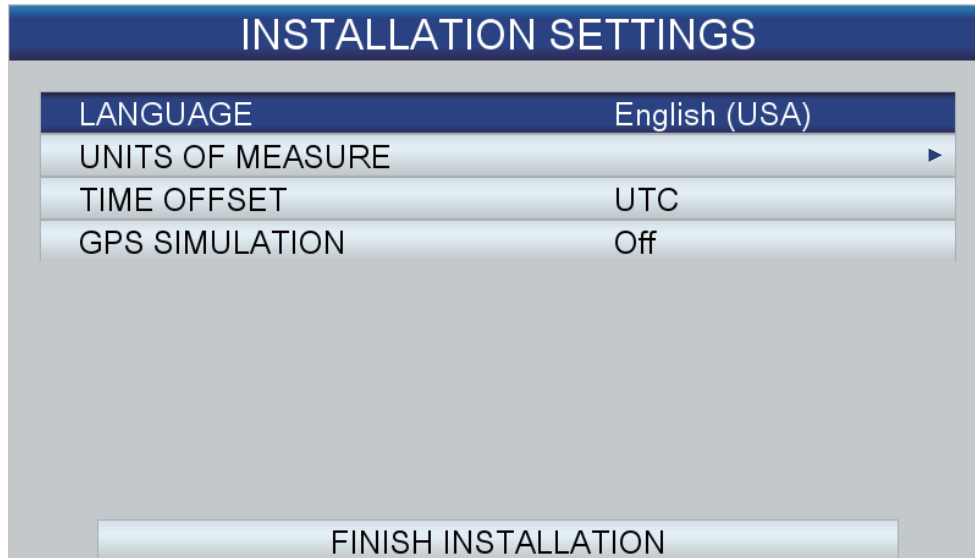 INSTALLATION SETTINGS
LANGUAGE English (USA)
UNITS OF MEASURE
TIME OFFSET UTC
GPS SIMULATION Off
FINISH INSTALLATION